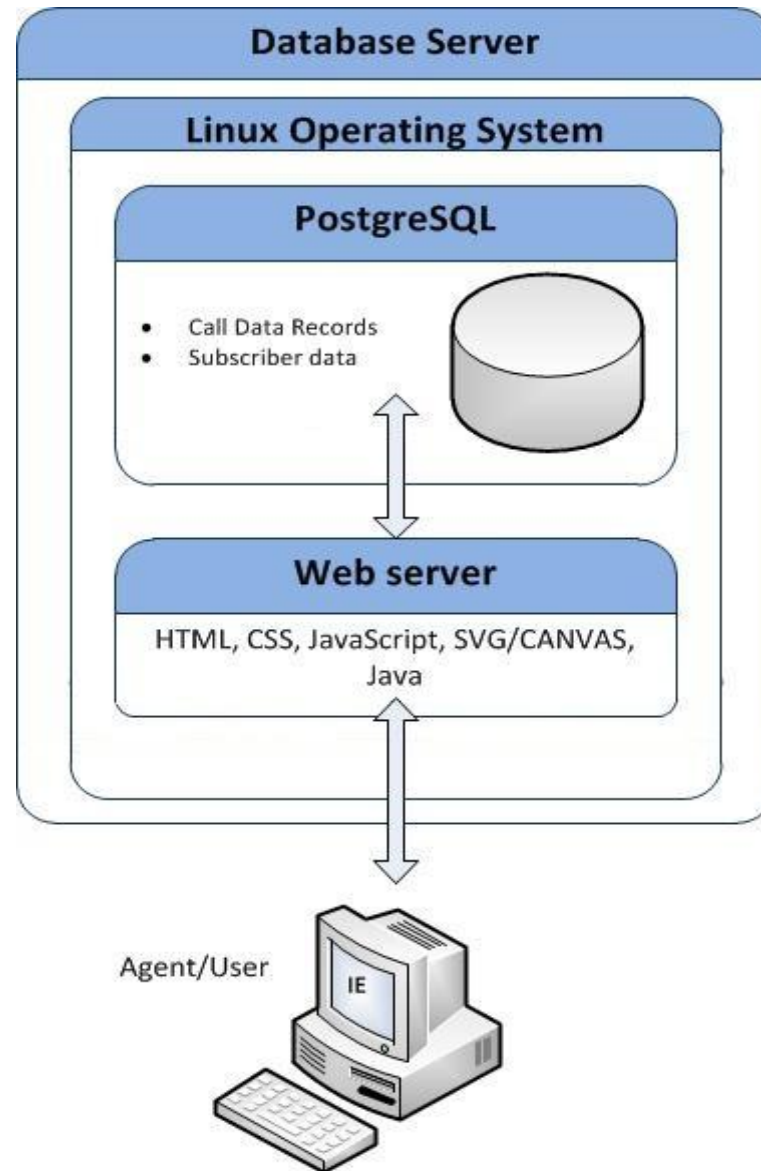 Database Server
Linux Operating System
PostgreSQL
• Call Data Records
• Subscriber data
Web server
HTML, CSS, JavaScript, SVG/CANVAS,
Java
Agent/User
IE